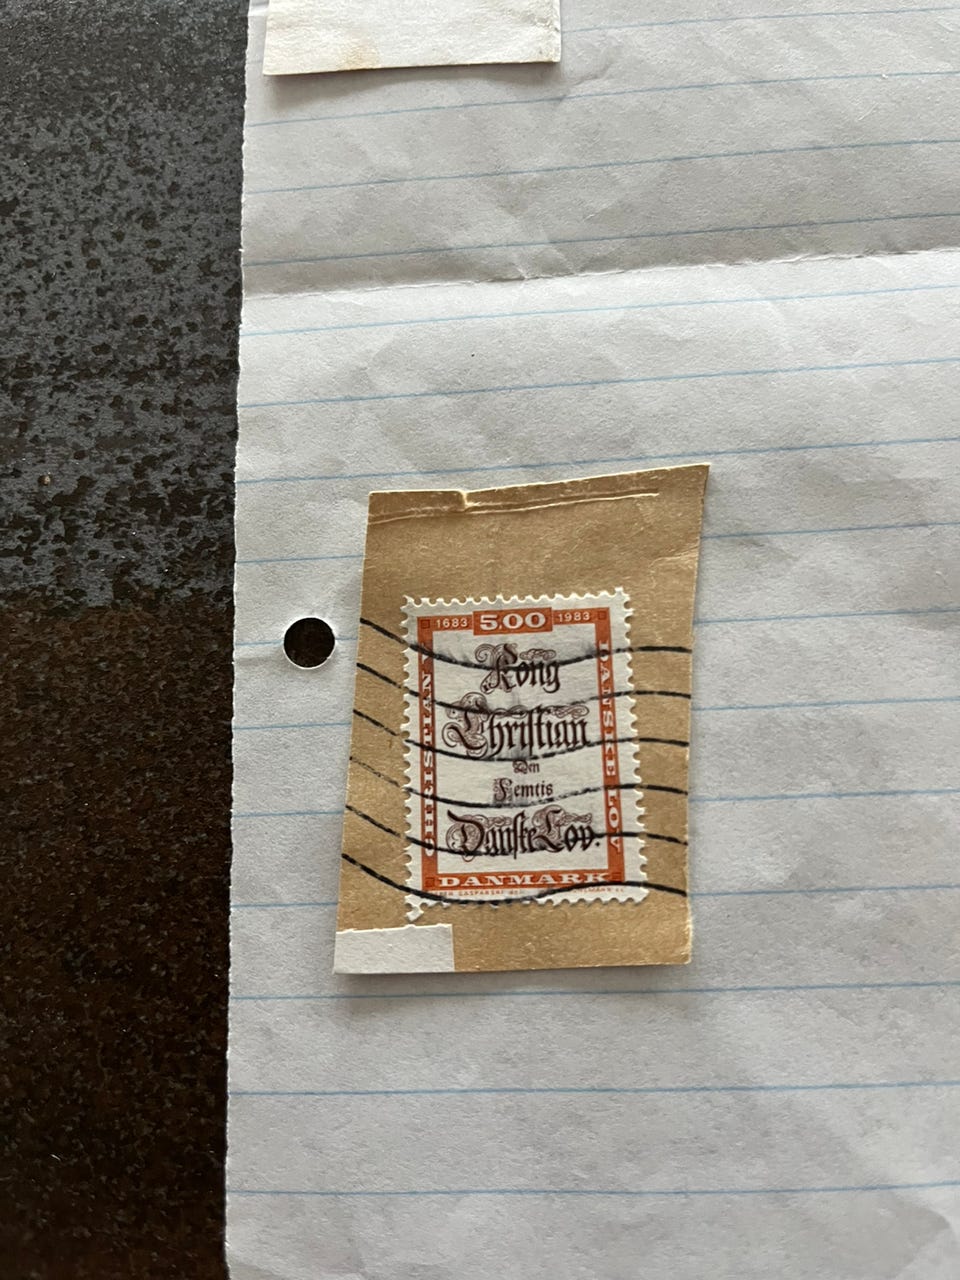 1683 5.00 1983
Kong
Christian
Den
Femtis
Danske Lov.
CHRISTIAN
DANSKE LOV
DANMARK